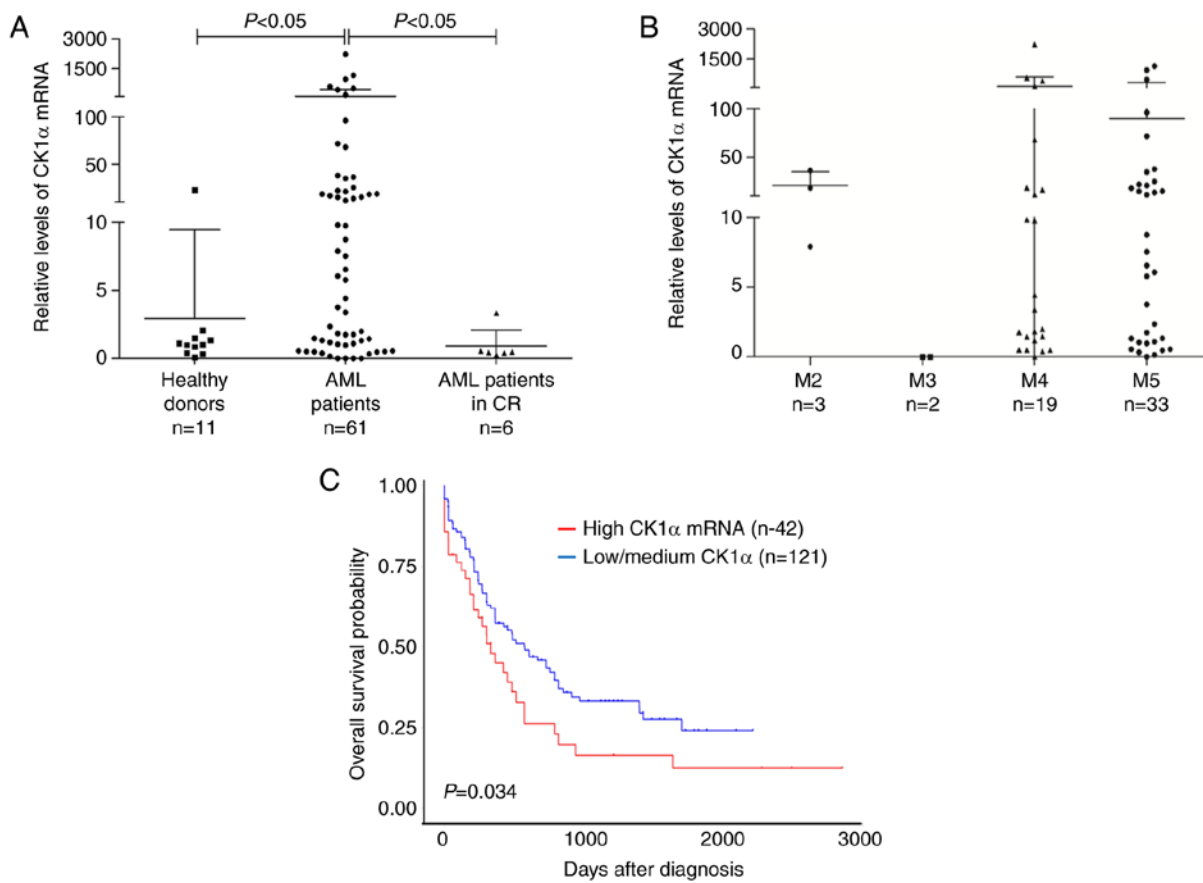 A
P<0.05
P<0.05
Relative levels of CK1α mRNA
3000
1500
100
50
10
5
0
Healthy
donors
n=11
AML
patients
n=61
AML patients
in CR
n=6
B
Relative levels of CK1α mRNA
1500
100
50
10
0
M2
n=3
M3
n=2
M4
n=19
M5
n=33
C
Overall survival probability
1.00
0.75
0.50
0.25
0.00
High CK1α mRNA (n-42)
Low/medium CK1α (n=121)
P=0.034
0
1000
2000
3000
Days after diagnosis